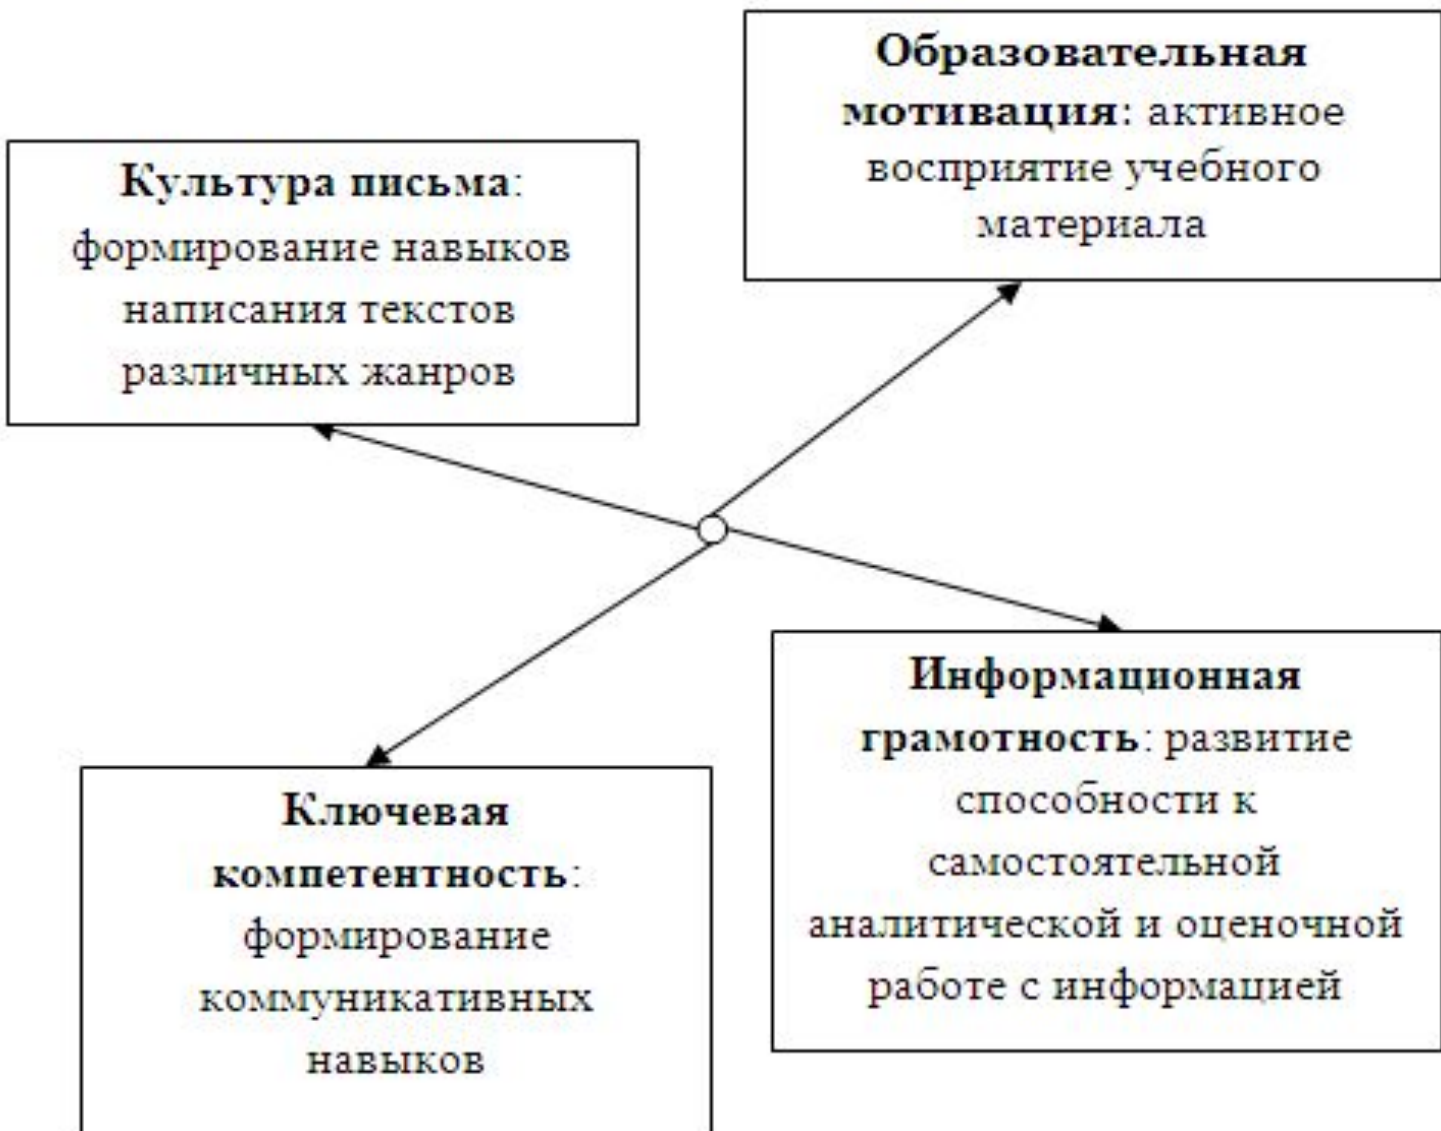 Образовательная
мотивация: активное
восприятие учебного
материала
Культура письма:
формирование навыков
написания текстов
различных жанров
Информационная
грамотность: развитие
способности к
самостоятельной
аналитической и оценочной
работе с информацией
Ключевая
компетентность:
формирование
коммуникативных
навыков